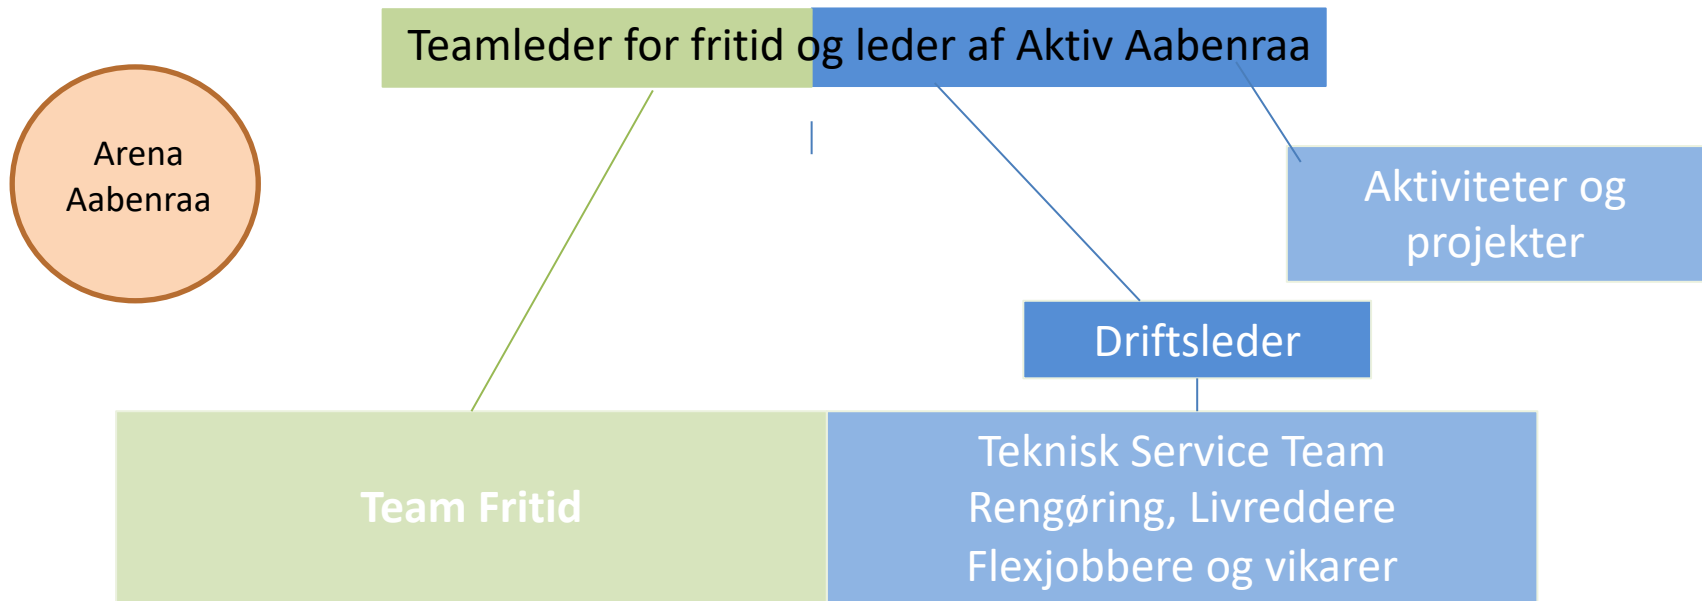 Teamleder for fritid og leder af Aktiv Aabenraa
Arena
Aabenraa
Aktiviteter og
projekter
Driftsleder
Team Fritid
Teknisk Service Team
Rengøring, Livreddere
Flexjobbere og vikarer